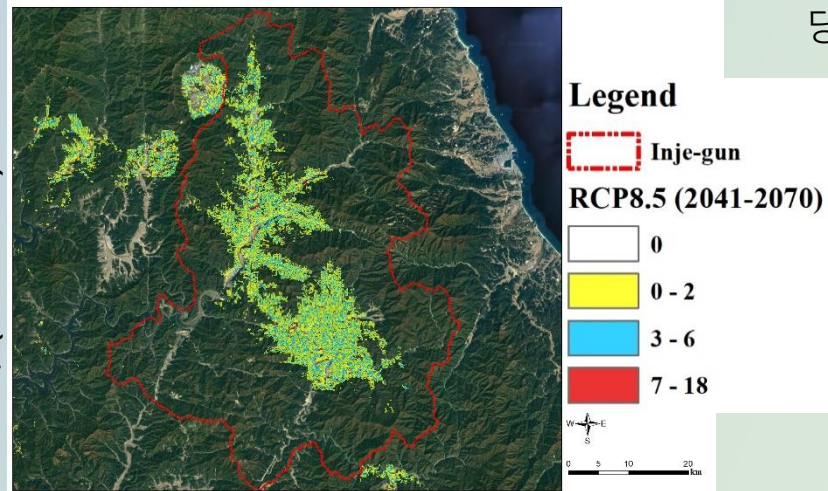 Legend
Inje-gun
RCP8.5 (2041-2070)
0
0 - 2
3 - 6
7 - 18
W E
S
0 5 10 20
km